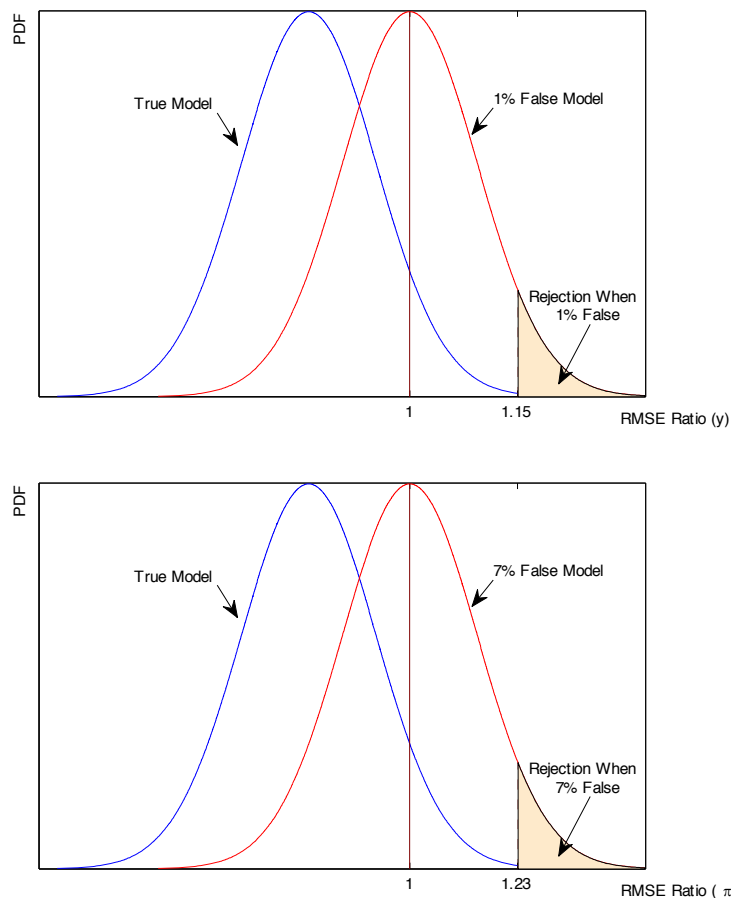 PDF
True Model
1% False Model
Rejection When
1% False
1
1.15
RMSE Ratio (y)
PDF
True Model
7% False Model
Rejection When
7% False
1
1.23
RMSE Ratio ( π